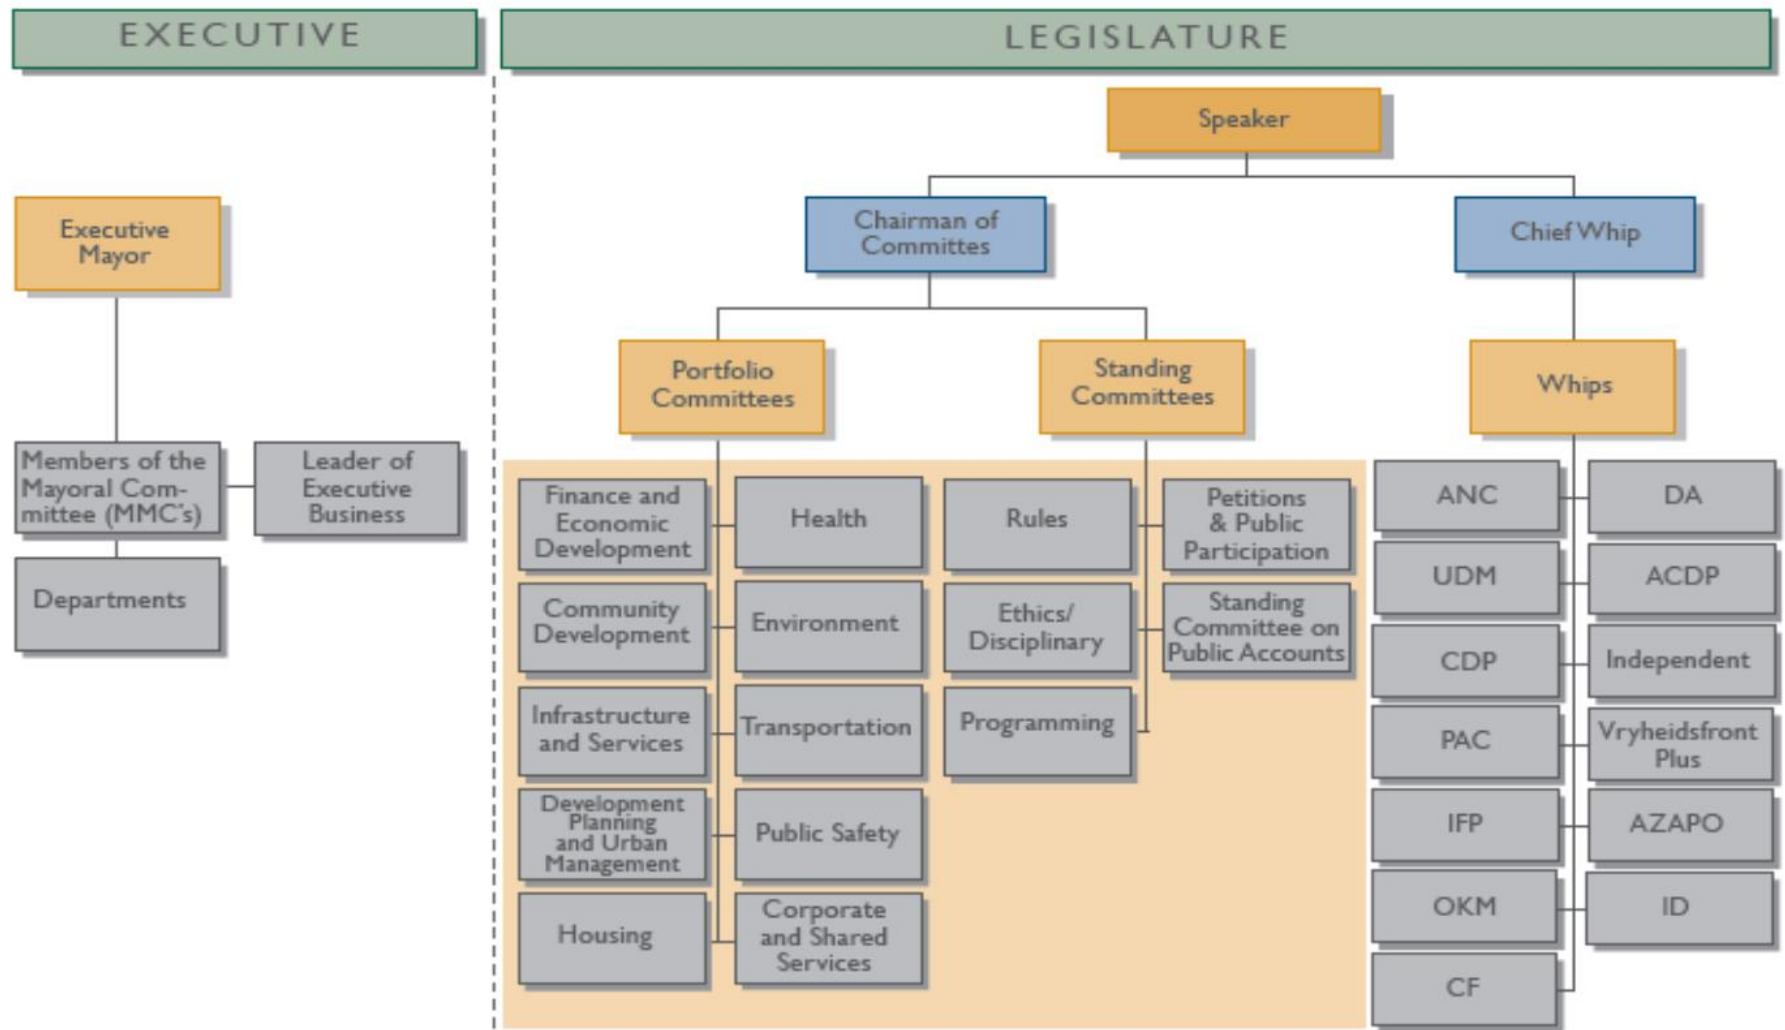 EXECUTIVE
LEGISLATURE
Speaker
Executive
Mayor
Chairman of
Committes
Chief Whip
Portfolio
Committees
Standing
Committees
Whips
Members of the
Mayoral Com-
mittee (MMC's)
Leader of
Executive
Business
Departments
Finance and
Economic
Development
Health
Community
Development
Environment
Infrastructure
and Services
Transportation
Development
Planning
and Urban
Management
Public Safety
Housing
Corporate
and Shared
Services
Rules
Petitions
& Public
Participation
Ethics/
Disciplinary
Standing
Committee on
Public Accounts
Programming
ANC
DA
UDM
ACDP
CDP
Independent
PAC
Vryheidsfront
Plus
IFP
AZAPO
OKM
ID
CF